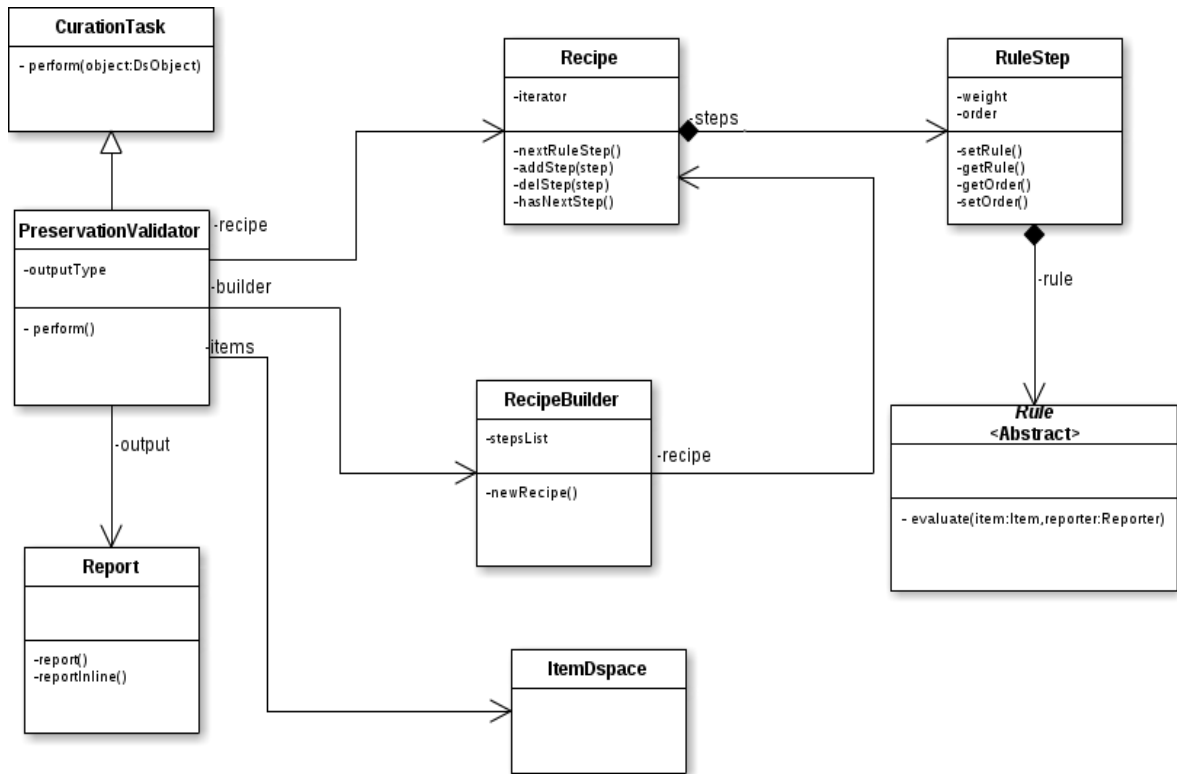 CurationTask
- perform(object:DsObject)
Recipe
-iterator
-nextRuleStep()
-addStep(step)
-delStep(step)
-hasNextStep()
-steps
RuleStep
-weight
-order
-setRule()
-getRule()
-getOrder()
-setOrder()
PreservationValidator
-outputType
- perform()
-recipe
-builder
-items
-output
-rule
RecipeBuilder
-stepsList
-newRecipe()
-recipe
Rule
<Abstract>
- evaluate(item:Item,reporter:Reporter)
Report
-report()
-reportInline()
ItemDspace